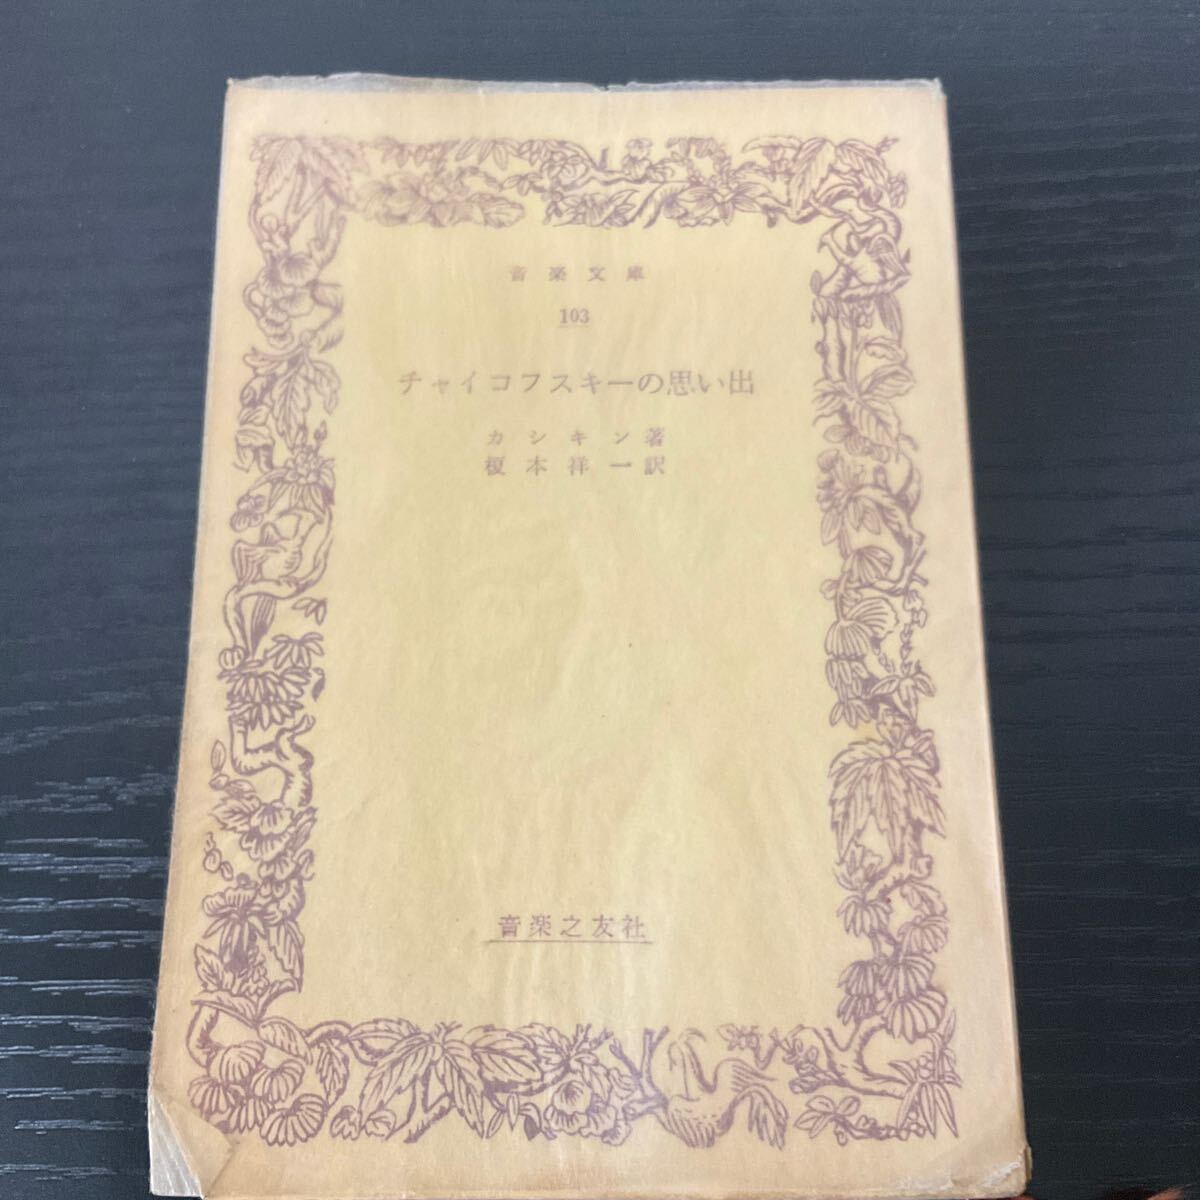 音楽文庫
103
チャイコフスキーの思い出
カシキン著
榎本祥一訳
音楽之友社